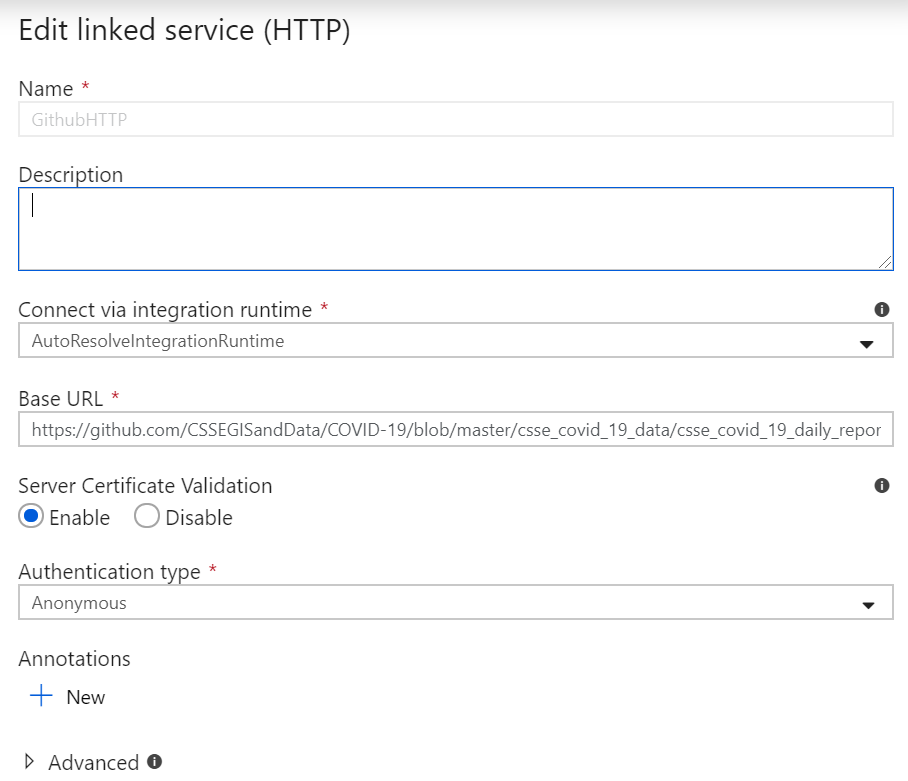 Edit linked service (HTTP)
Name *
GithubHTTP
Description
Connect via integration runtime *
AutoResolveIntegrationRuntime
Base URL *
https://github.com/CSSEGISandData/COVID-19/blob/master/csse_covid_19_data/csse_covid_19_daily_repor
Server Certificate Validation
Enable Disable
Authentication type *
Anonymous
Annotations
New
Advanced